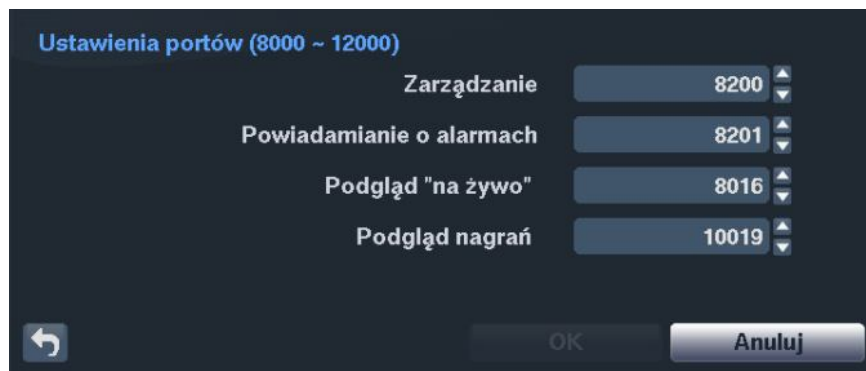 Ustawienia portów (8000 ~ 12000)
Zarządzanie 8200
Powiadamianie o alarmach 8201
Podgląd "na żywo" 8016
Podgląd nagrań 10019
OK Anuluj